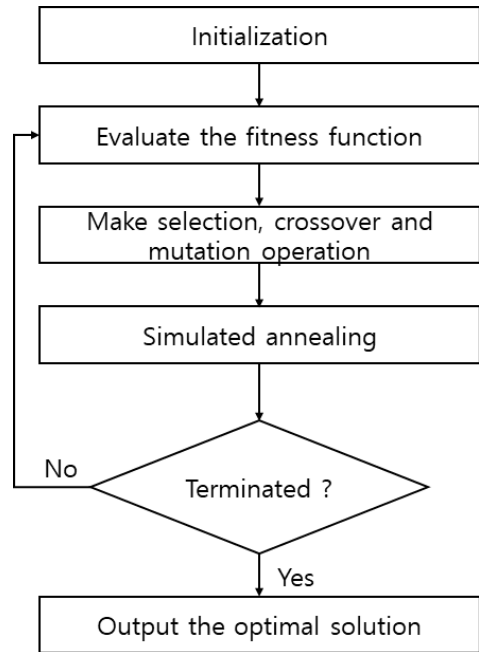 Initialization
Evaluate the fitness function
Make selection, crossover and
mutation operation
Simulated annealing
No
Terminated ?
Yes
Output the optimal solution